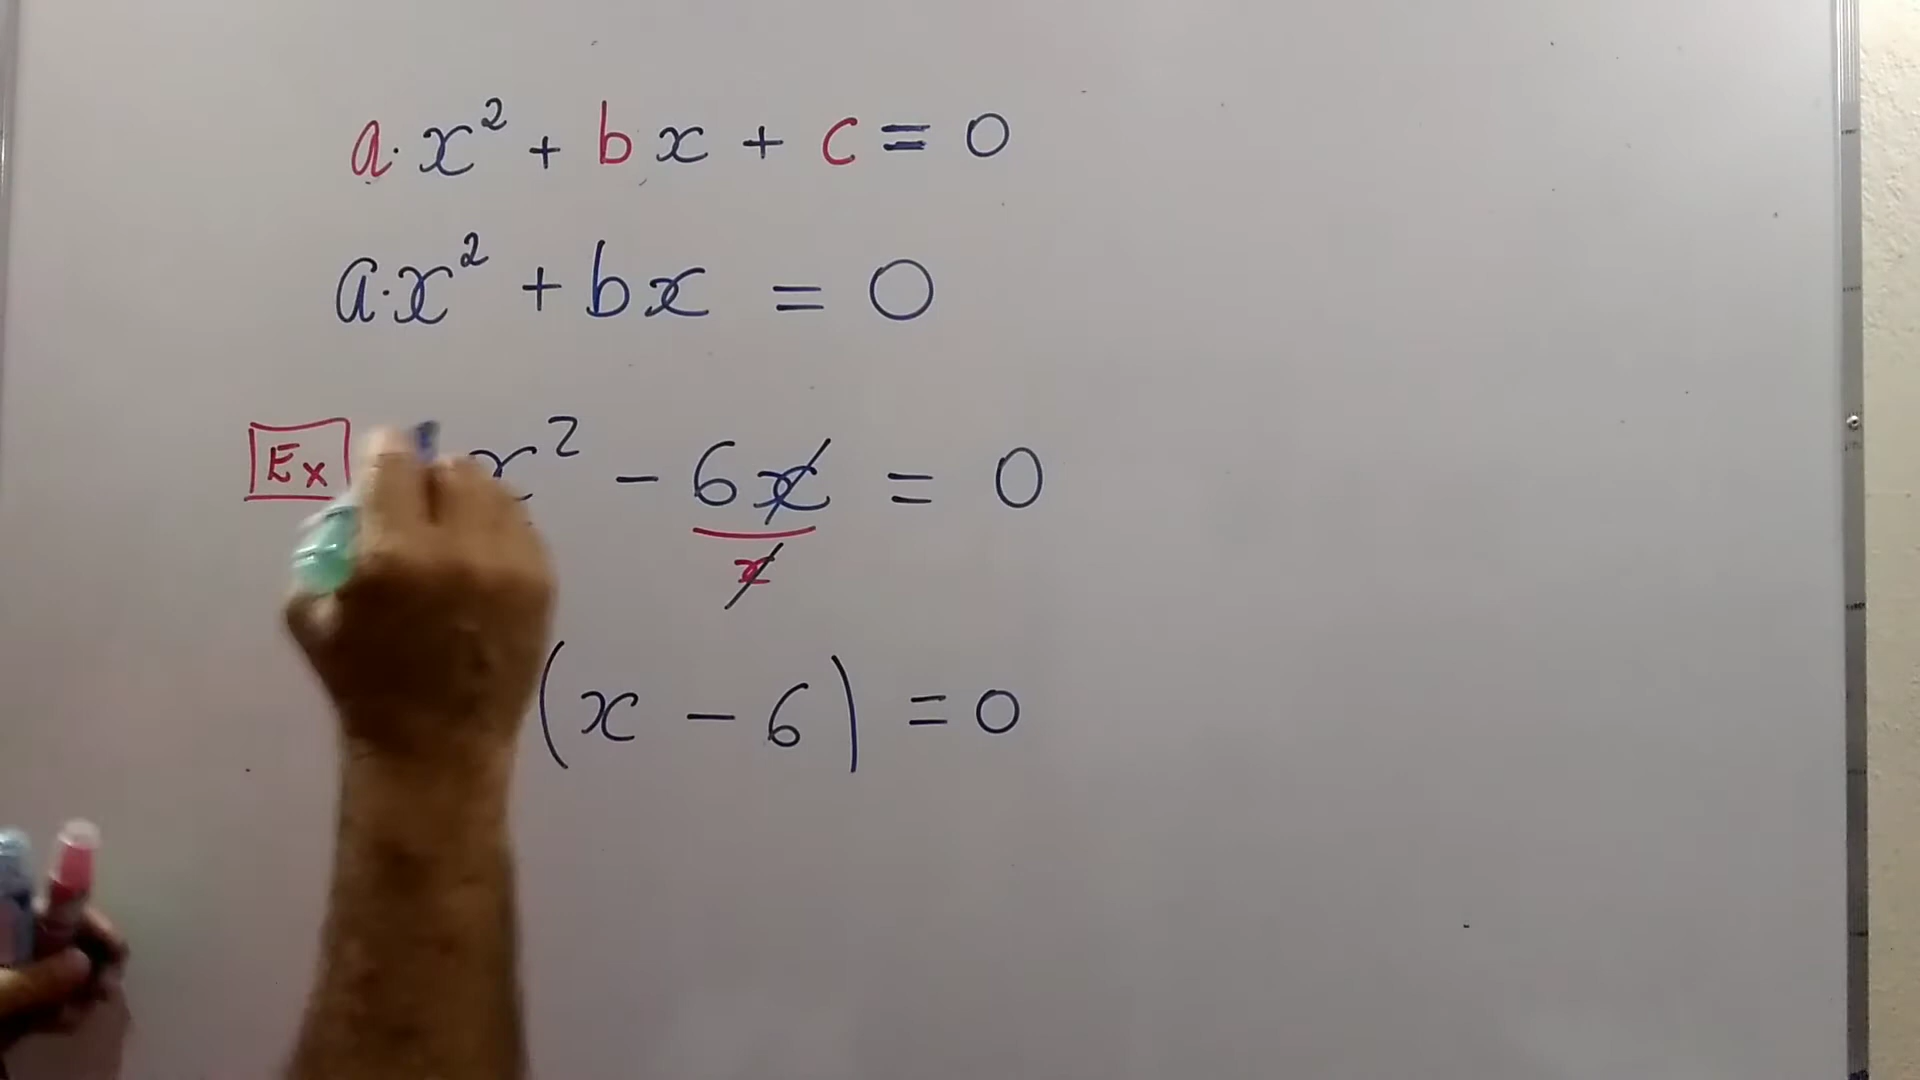 a·x² + bx + c = 0
a·x² + bx = 0
Ex x² - 6x = 0
x
(x - 6) = 0